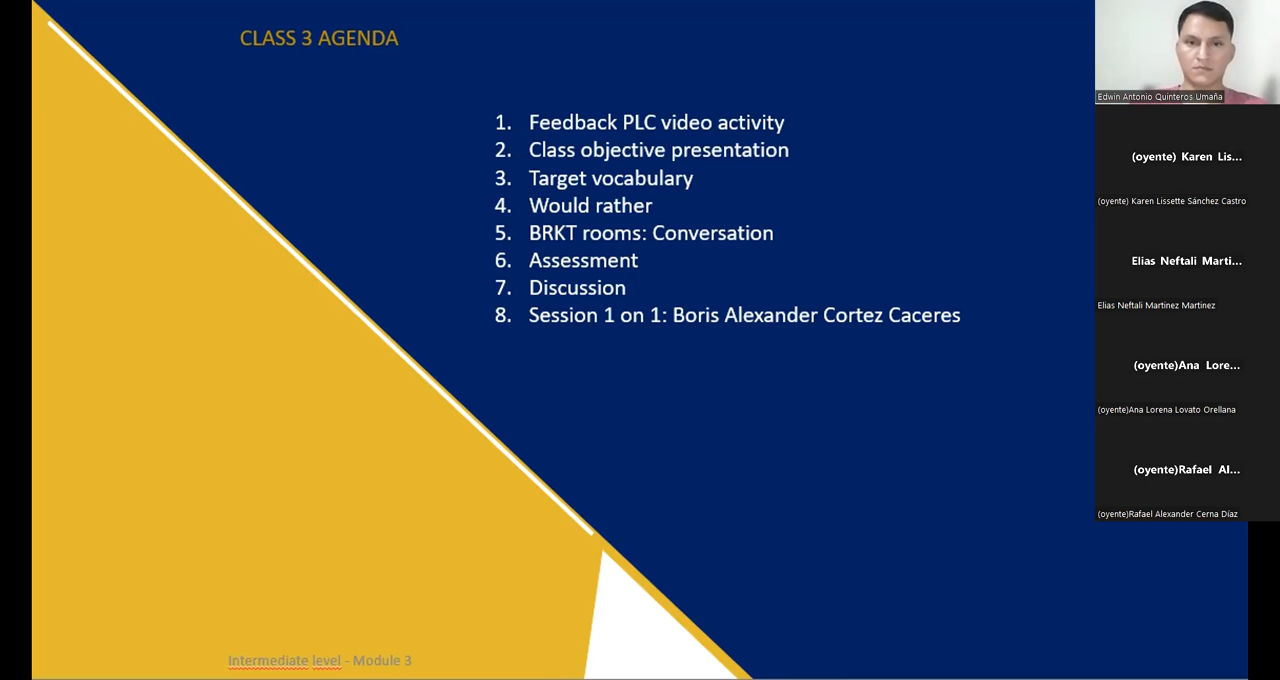 CLASS 3 AGENDA
1. Feedback PLC video activity
2. Class objective presentation
3. Target vocabulary
4. Would rather
5. BRKT rooms: Conversation
6. Assessment
7. Discussion
8. Session 1 on 1: Boris Alexander Cortez Caceres
Intermediate level - Module 3
Edwin Antonio Quinteros Umaña
(oyente) Karen Lis...
(oyente) Karen Lissette Sánchez Castro
Elias Neftali Marti...
Elias Neftali Martinez Martinez
(oyente)Ana Lore...
(oyente)Ana Lorena Lovato Orellana
(oyente)Rafael Al...
(oyente)Rafael Alexander Cerna Díaz